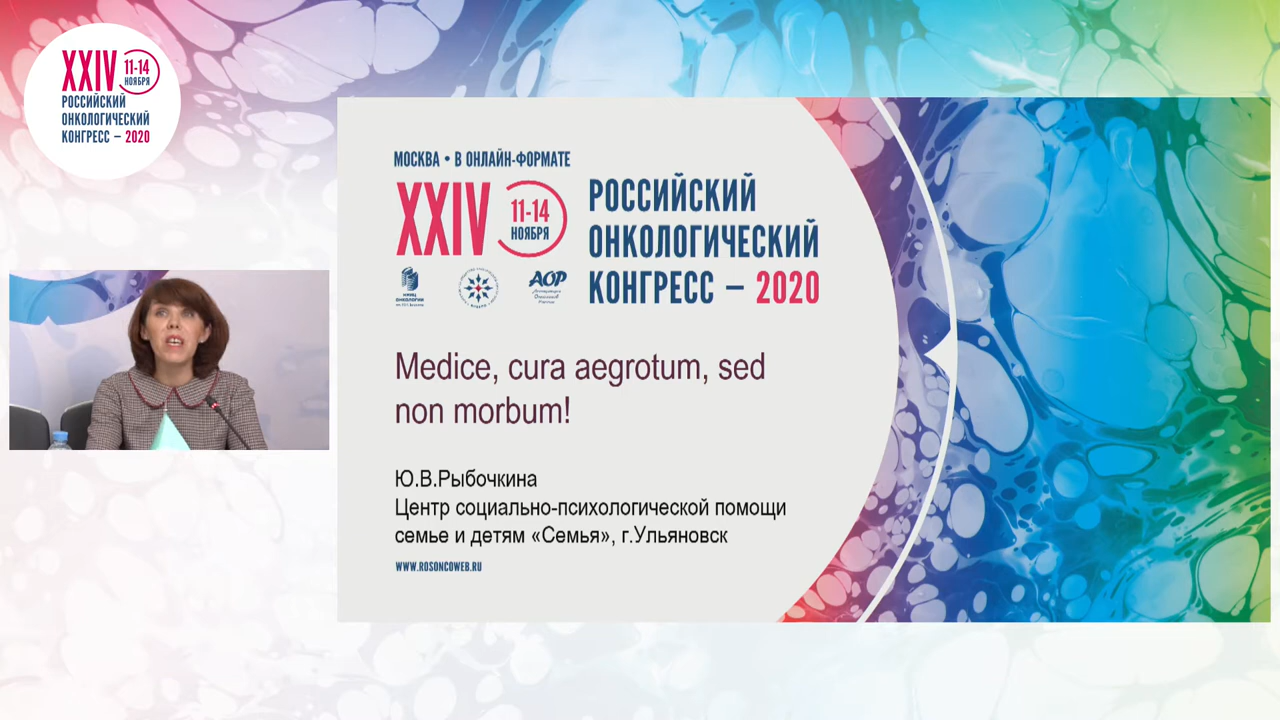 XXIV 11-14
НОЯБРЯ
РОССИЙСКИЙ
ОНКОЛОГИЧЕСКИЙ
КОНГРЕСС – 2020
МОСКВА • В ОНЛАЙН-ФОРМАТЕ
XXIV 11-14
НОЯБРЯ
РОССИЙСКИЙ
ОНКОЛОГИЧЕСКИЙ
КОНГРЕСС – 2020
ОНКОЛОГИИ
АОР
Medice, cura aegrotum, sed
non morbum!
Ю.В.Рыбочкина
Центр социально-психологической помощи
семье и детям «Семья», г.Ульяновск
WWW.ROSONCOWEB.RU